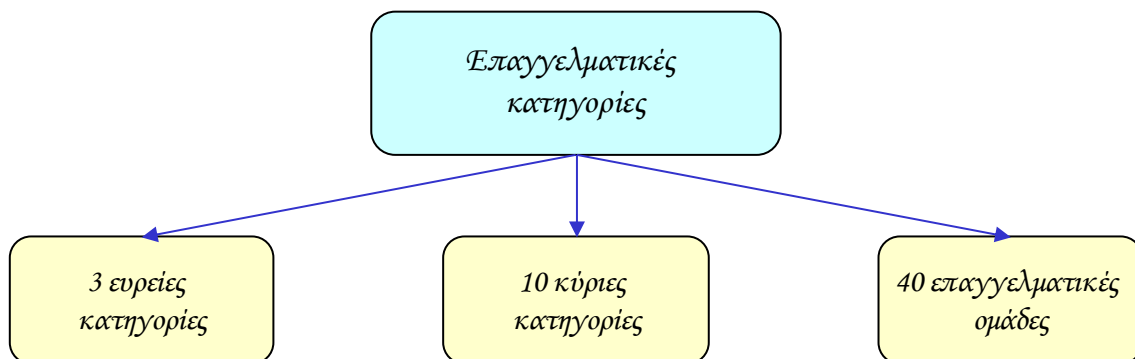 Επαγγελματικές
κατηγορίες
3 ευρείες
κατηγορίες
10 κύριες
κατηγορίες
40 επαγγελματικές
ομάδες